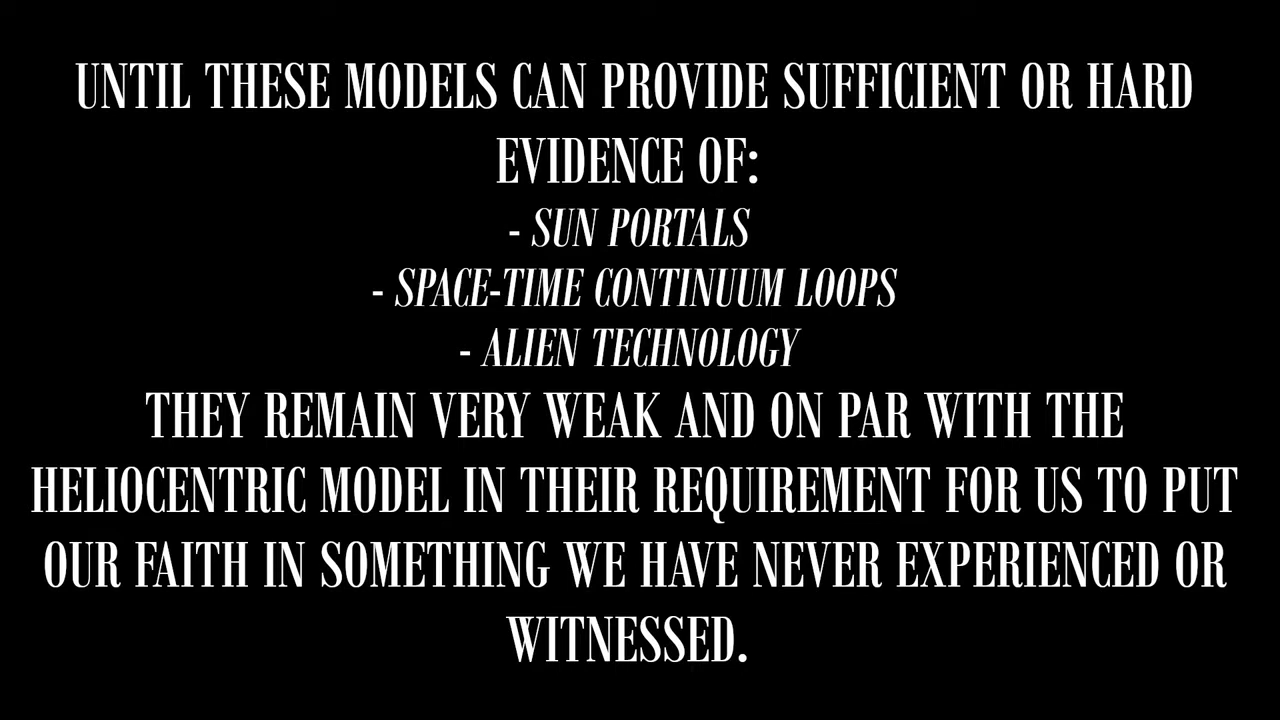 UNTIL THESE MODELS CAN PROVIDE SUFFICIENT OR HARD
EVIDENCE OF:
- SUN PORTALS
- SPACE-TIME CONTINUUM LOOPS
- ALIEN TECHNOLOGY
THEY REMAIN VERY WEAK AND ON PAR WITH THE
HELIOCENTRIC MODEL IN THEIR REQUIREMENT FOR US TO PUT
OUR FAITH IN SOMETHING WE HAVE NEVER EXPERIENCED OR
WITNESSED.